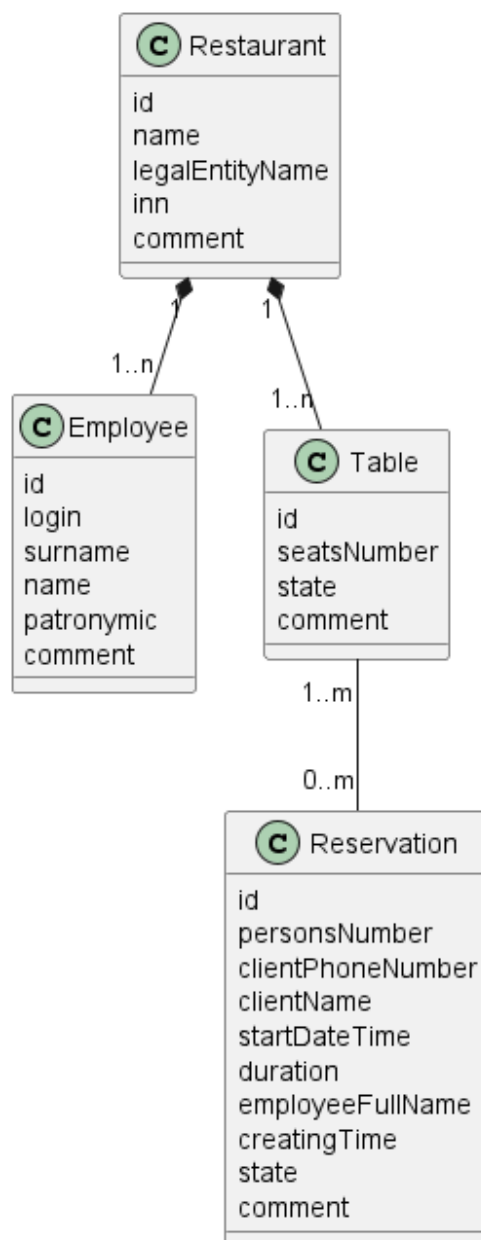 C Restaurant
id
name
legalEntityName
inn
comment
1
1
1..n
1..n
C Employee
id
login
surname
name
patronymic
comment
C Table
id
seatsNumber
state
comment
1..m
0..m
C Reservation
id
personsNumber
clientPhoneNumber
clientName
startDateTime
duration
employeeFullName
creatingTime
state
comment